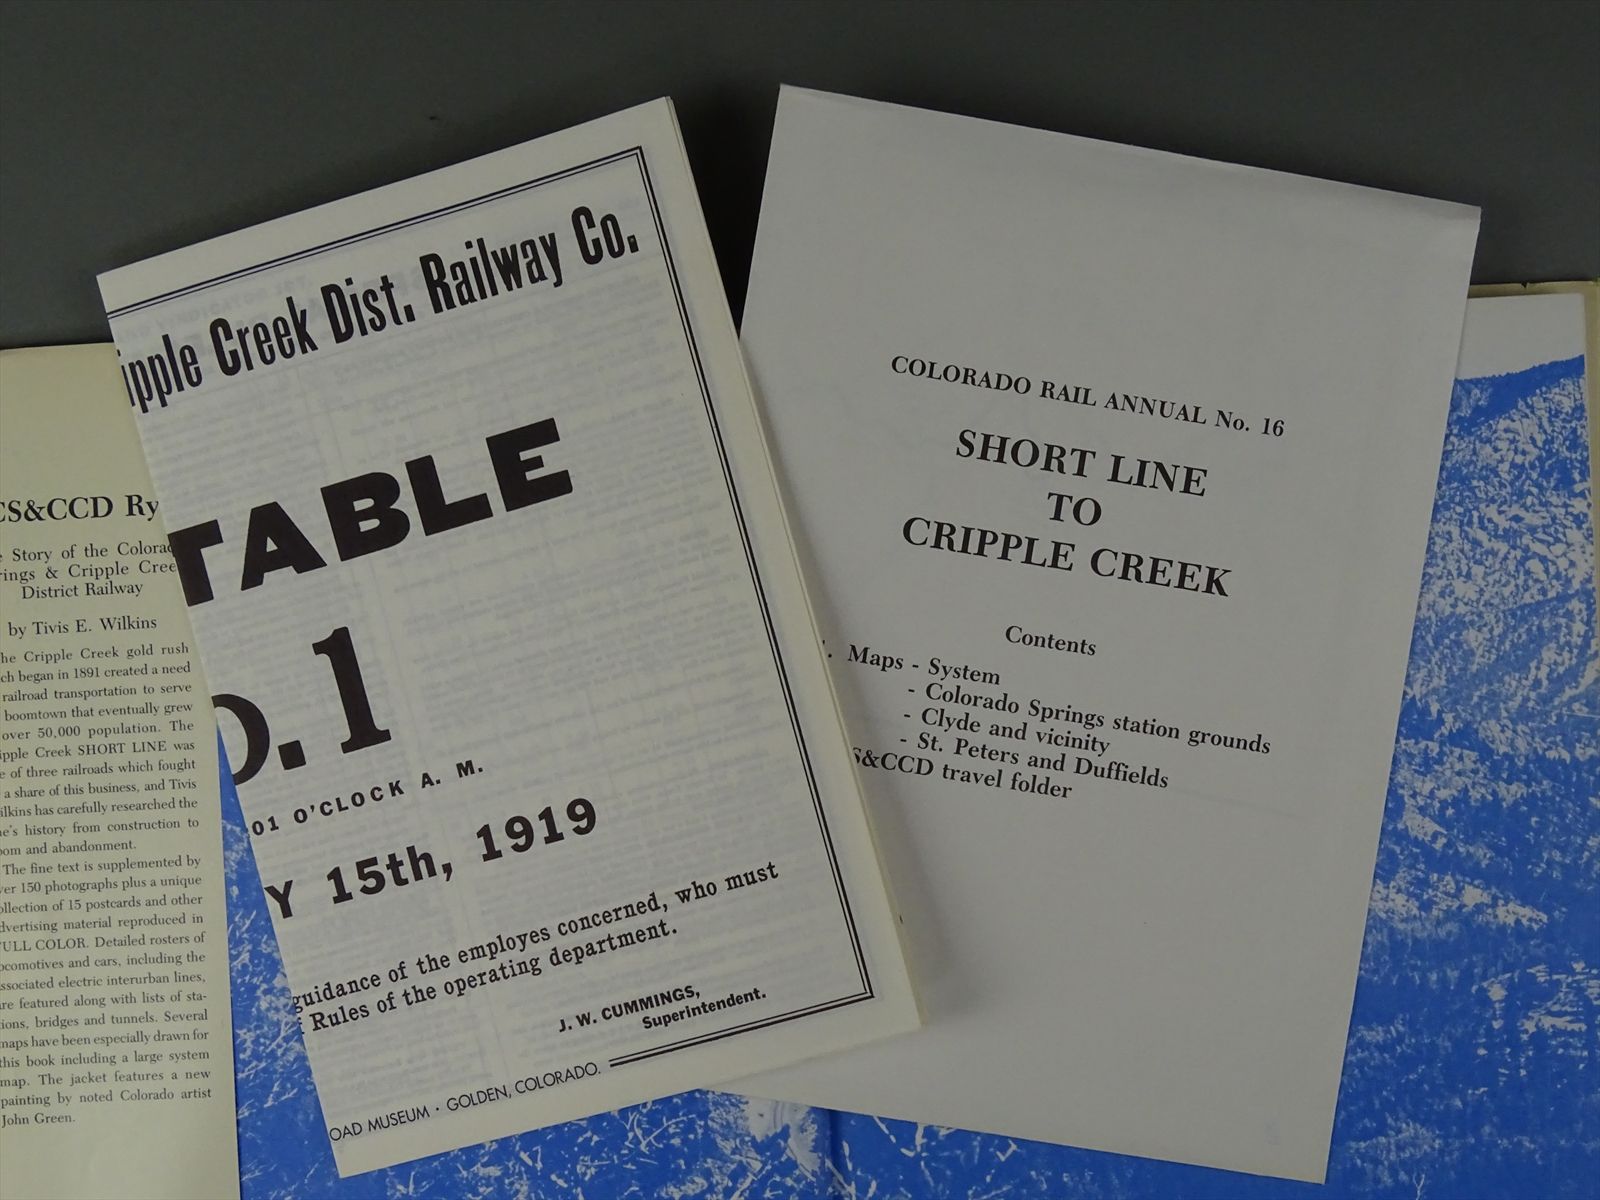 CS&CCD Ry
Story of the Colorad
rings & Cripple Cree
District Railway
by Tivis E. Wilkins
he Cripple Creek gold rush
ch began in 1891 created a need
railroad transportation to serve
boomtown that eventually grew
over 50,000 population. The
ipple Creek SHORT LINE was
e of three railroads which fought
a share of this business, and Tivis
ilkins has carefully researched the
ne's history from construction to
oom and abandonment.
The fine text is supplemented by
ver 150 photographs plus a unique
ollection of 15 postcards and other
dvertising material reproduced in
FULL COLOR. Detailed rosters of
locomotives and cars, including the
associated electric interurban lines,
are featured along with lists of sta-
tions, bridges and tunnels. Several
maps have been especially drawn for
this book including a large system
map. The jacket features a new
painting by noted Colorado artist
John Green.
ipple Creek Dist. Railway Co.
TABLE
o. 1
01 O'CLOCK A. M.
Y 15th, 1919
guidance of the employes concerned, who must
f Rules of the operating department.
J. W. CUMMINGS,
Superintendent.
OAD MUSEUM · GOLDEN, COLORADO.
COLORADO RAIL ANNUAL No. 16
SHORT LINE
TO
CRIPPLE CREEK
Contents
. Maps - System
- Colorado Springs station grounds
- Clyde and vicinity
- St. Peters and Duffields
S&CCD travel folder